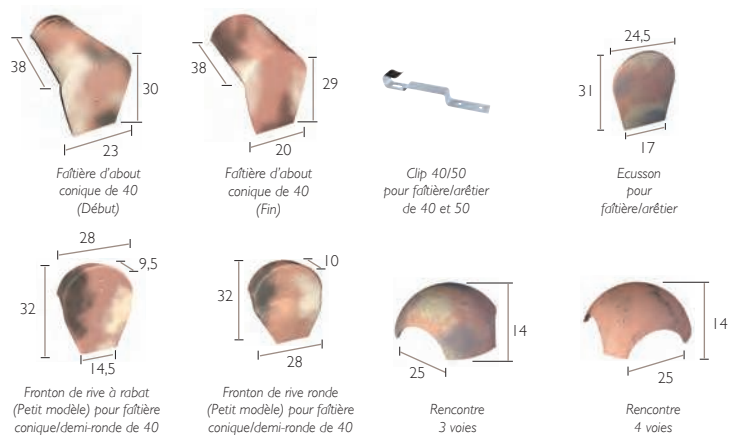 38
30
23
Faîtière d'about
conique de 40
(Début)
38
29
20
Faîtière d'about
conique de 40
(Fin)
Clip 40/50
pour faîtière/arêtier
de 40 et 50
24,5
31
17
Ecusson
pour
faîtière/arêtier
28
9,5
32
14,5
Fronton de rive à rabat
(Petit modèle) pour faîtière
conique/demi-ronde de 40
10
32
28
Fronton de rive ronde
(Petit modèle) pour faîtière
conique/demi-ronde de 40
14
25
Rencontre
3 voies
14
25
Rencontre
4 voies